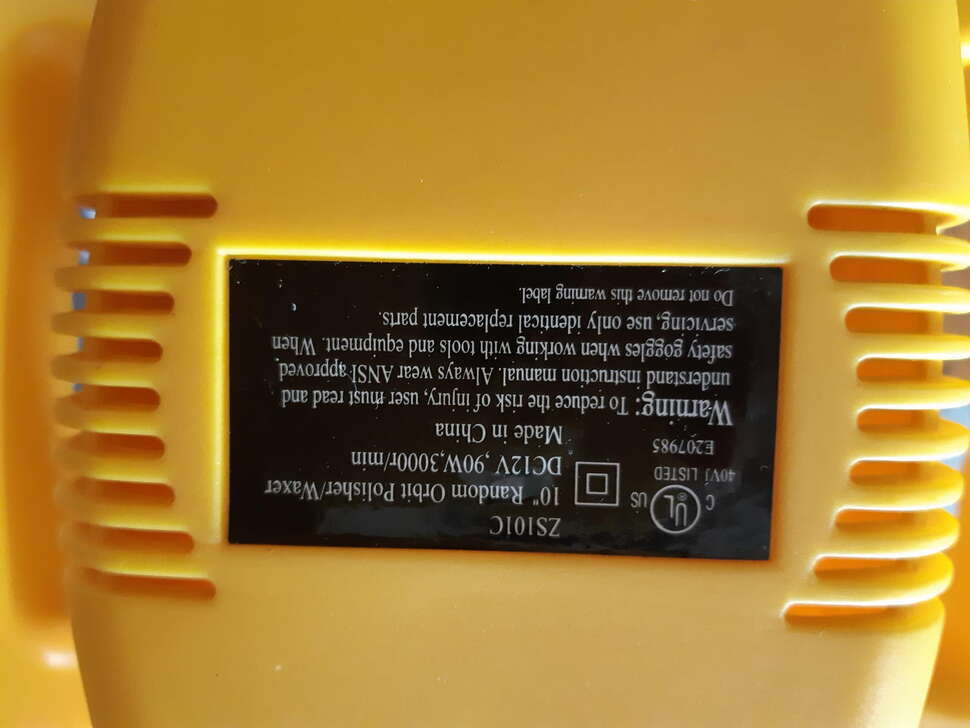 ZS101C
10" Random Orbit Polisher/Waxer
DC12V,90W,3000r/min
Made in China
C UL US
®
40VJ LISTED
E207985
Warning: To reduce the risk of injury, user must read and
understand instruction manual. Always wear ANSI approved
safety goggles when working with tools and equipment. When
servicing, use only identical replacement parts.
Do not remove this warning label.